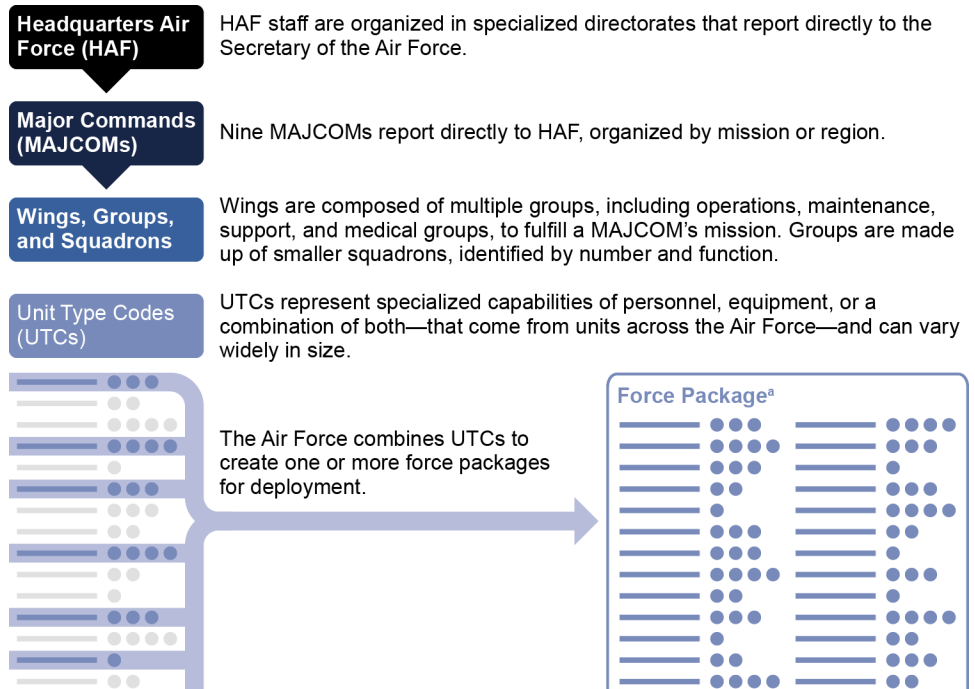 Headquarters Air
Force (HAF)
HAF staff are organized in specialized directorates that report directly to the
Secretary of the Air Force.
Major Commands
(MAJCOMs)
Nine MAJCOMs report directly to HAF, organized by mission or region.
Wings, Groups,
and Squadrons
Wings are composed of multiple groups, including operations, maintenance,
support, and medical groups, to fulfill a MAJCOM’s mission. Groups are made
up of smaller squadrons, identified by number and function.
Unit Type Codes
(UTCs)
UTCs represent specialized capabilities of personnel, equipment, or a
combination of both—that come from units across the Air Force—and can vary
widely in size.
The Air Force combines UTCs to
create one or more force packages
for deployment.
Force Packageᵃ